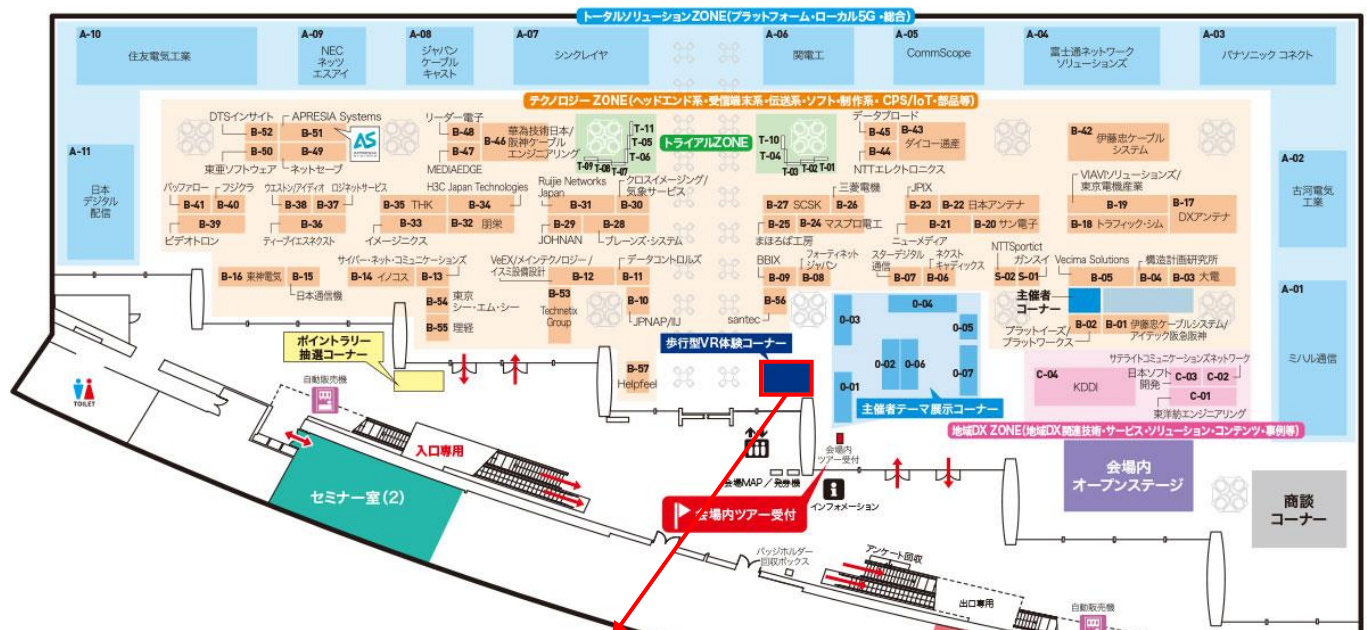 トータルソリューションZONE(プラットフォーム・ローカル5G・総合)
A-10
住友電気工業
A-09
NEC
ネッツ
エスアイ
A-08
ジャパン
ケーブル
キャスト
A-07
シンクレイヤ
A-06
関電工
A-05
CommScope
A-04
富士通ネットワーク
ソリューションズ
A-03
パナソニック コネクト
テクノロジーZONE(ヘッドエンド系・受信端末系・伝送系・ソフト・制作系・CPS/IoT・部品等)
A-11
日本
デジタル
配信
A-02
古河電気
工業
A-01
ミハル通信
DTSインサイト
APRESIA Systems
B-52
B-51
B-50
B-49
東亜ソフトウェア
ネットセーブ
AS
リーダー電子
B-48
B-47
MEDIAEDGE
B-46
華為技術日本/
阪神ケーブル
エンジニアリング
T-11
T-05
T-06
T-09
T-08
T-07
トライアルZONE
T-10
T-04
T-03
T-02
T-01
データブロード
B-45
B-43
ダイコー通産
B-44
NTTエレクトロニクス
B-42
伊藤忠ケーブル
システム
バッファロー
フジクラ
B-41
B-40
B-39
ビデオトロン
ウエストン/アイディオ
ロジネットサービス
B-38
B-37
B-36
ティーブイエスネクスト
H3C Japan Technologies
B-35
THK
B-34
B-33
B-32
朋栄
イメージニクス
Ruijie Networks
Japan
クロスイメージング/
気象サービス
B-31
B-30
B-29
B-28
JOHNAN
ブレーンズ・システム
三菱電機
B-27
SCSK
B-26
B-25
B-24
マスプロ電工
まほろば工房
JPIX
B-23
B-22
日本アンテナ
B-21
B-20
サン電子
ニューメディア
VIAVIソリューションズ/
東京電機産業
B-19
B-17
DXアンテナ
B-18
トラフィック・シム
B-16
東神電気
B-15
日本通信機
サイバー・ネット・コミュニケーションズ
B-14
イノコス
B-13
B-54
東京
シー・エム・シー
B-55
理経
VeEX/メインテクノロジー/
イスミ設備設計
B-12
データコントロルズ
B-11
B-53
Technetix
Group
B-10
JPNAP/IIJ
BBIX
B-09
フォーティネット
ジャパン
B-08
B-56
santec
スターデジタル
通信
B-07
ネクスト
キャディックス
B-06
NTTSportict
ガンスイ
S-02
S-01
Vecima Solutions
B-05
構造計画研究所
B-04
B-03
大電
主催者
コーナー
プラットイーズ/
プラットワークス
B-02
B-01
伊藤忠ケーブルシステム/
アイテック阪急阪神
B-57
Helpfeel
ポイントラリー
抽選コーナー
歩行型VR体験コーナー
O-04
O-03
O-05
O-02
O-06
O-01
O-07
主催者テーマ展示コーナー
サテライトコミュニケーションズネットワーク
C-04
KDDI
日本ソフト
開発
C-03
C-02
C-01
東洋紡エンジニアリング
地域DX ZONE(地域DX関連技術・サービス・ソリューション・コンテンツ・事例等)
TOILET
自動販売機
入口専用
セミナー室(2)
会場MAP/発券機
会場内
ツアー受付
会場内ツアー受付
インフォメーション
会場内
オープンステージ
商談
コーナー
バッジホルダー
回収ボックス
アンケート回収
出口専用
自動販売機